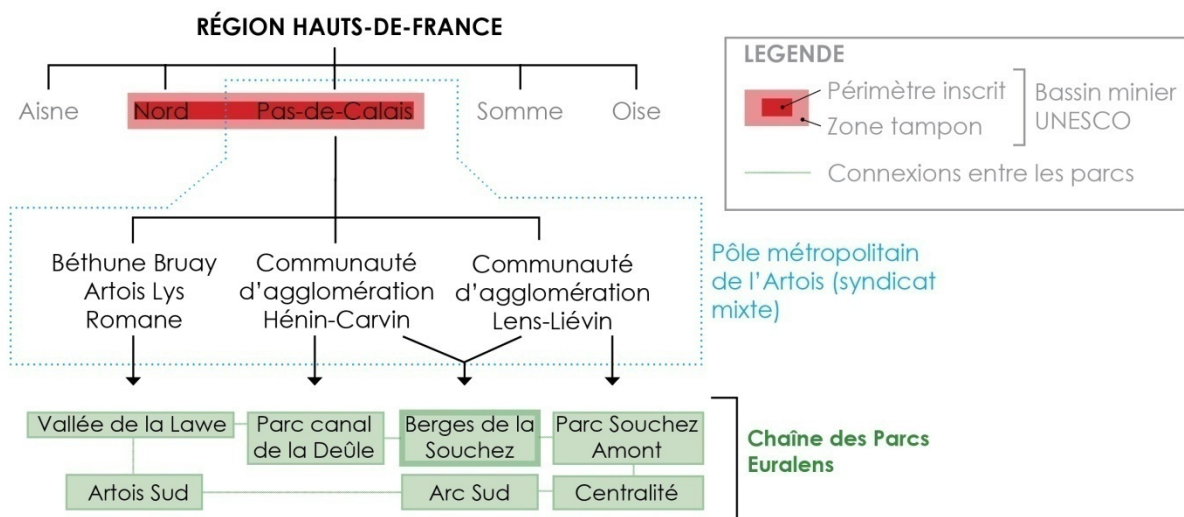 RÉGION HAUTS-DE-FRANCE
Aisne
Nord
Pas-de-Calais
Somme
Oise
LEGENDE
Périmètre inscrit
Zone tampon
Bassin minier
UNESCO
Connexions entre les parcs
Béthune Bruay
Artois Lys
Romane
Communauté
d'agglomération
Hénin-Carvin
Communauté
d'agglomération
Lens-Liévin
Pôle métropolitain
de l'Artois (syndicat
mixte)
Vallée de la Lawe
Parc canal
de la Deûle
Berges de la
Souchez
Parc Souchez
Amont
Artois Sud
Arc Sud
Centralité
Chaîne des Parcs
Euralens